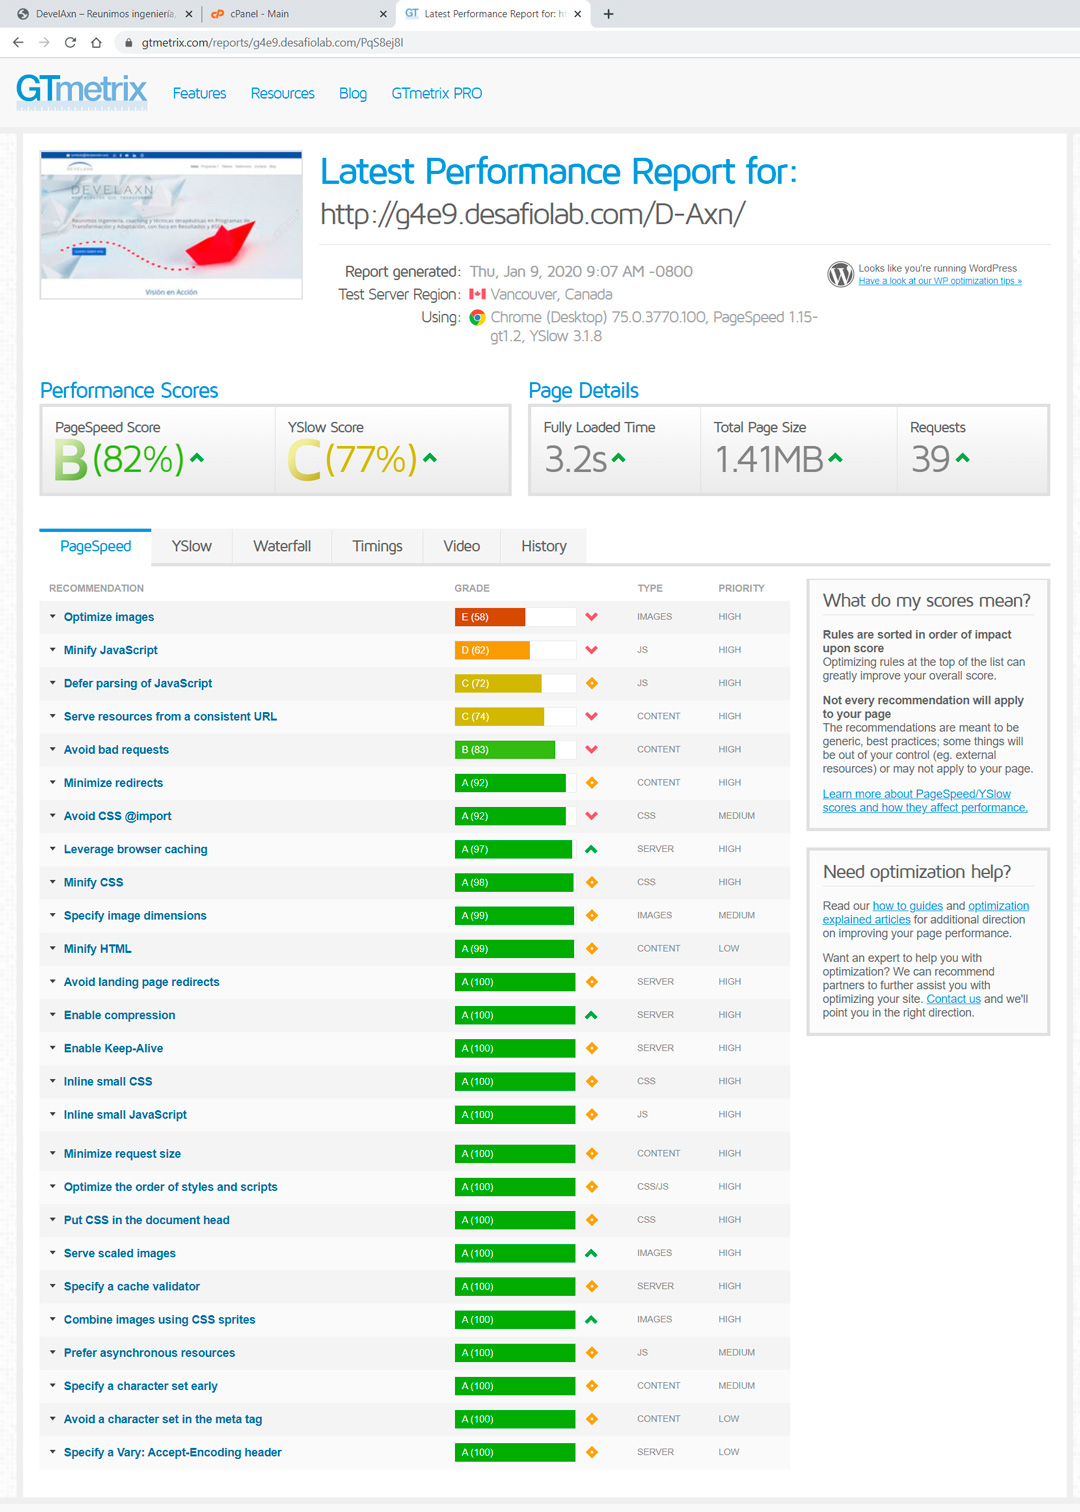 DevelAxn – Reunimos ingeniería,
cPanel - Main
GT Latest Performance Report for: h
gtmetrix.com/reports/g4e9.desafiolab.com/PqS8ej8l
GTmetrix
Features Resources Blog GTmetrix PRO
DEVELAXN
Reunimos ingeniería, coaching y técnicas terapéuticas en Programas de
Transformación y Adaptación, con foco en Resultados y
Visión en Acción
Latest Performance Report for:
http://g4e9.desafiolab.com/D-Axn/
Report generated: Thu, Jan 9, 2020 9:07 AM -0800
Test Server Region: Vancouver, Canada
Using: Chrome (Desktop) 75.0.3770.100, PageSpeed 1.15-
gt1.2, YSlow 3.1.8
Looks like you're running WordPress
Have a look at our WP optimization tips »
Performance Scores
PageSpeed Score
B(82%)
YSlow Score
C(77%)
Page Details
Fully Loaded Time
3.2s
Total Page Size
1.41MB
Requests
39
PageSpeed YSlow Waterfall Timings Video History
RECOMMENDATION GRADE TYPE PRIORITY
Optimize images E (58) IMAGES HIGH
Minify JavaScript D (62) JS HIGH
Defer parsing of JavaScript C (72) JS HIGH
Serve resources from a consistent URL C (74) CONTENT HIGH
Avoid bad requests B (83) CONTENT HIGH
Minimize redirects A (92) CONTENT HIGH
Avoid CSS @import A (92) CSS MEDIUM
Leverage browser caching A (97) SERVER HIGH
Minify CSS A (98) CSS HIGH
Specify image dimensions A (99) IMAGES MEDIUM
Minify HTML A (99) CONTENT LOW
Avoid landing page redirects A (100) SERVER HIGH
Enable compression A (100) SERVER HIGH
Enable Keep-Alive A (100) SERVER HIGH
Inline small CSS A (100) CSS HIGH
Inline small JavaScript A (100) JS HIGH
Minimize request size A (100) CONTENT HIGH
Optimize the order of styles and scripts A (100) CSS/JS HIGH
Put CSS in the document head A (100) CSS HIGH
Serve scaled images A (100) IMAGES HIGH
Specify a cache validator A (100) SERVER HIGH
Combine images using CSS sprites A (100) IMAGES HIGH
Prefer asynchronous resources A (100) JS MEDIUM
Specify a character set early A (100) CONTENT MEDIUM
Avoid a character set in the meta tag A (100) CONTENT LOW
Specify a Vary: Accept-Encoding header A (100) SERVER LOW
What do my scores mean?
Rules are sorted in order of impact
upon score
Optimizing rules at the top of the list can
greatly improve your overall score.
Not every recommendation will apply
to your page
The recommendations are meant to be
generic, best practices; some things will
be out of your control (eg. external
resources) or may not apply to your page.
Learn more about PageSpeed/YSlow
scores and how they affect performance.
Need optimization help?
Read our how to guides and optimization
explained articles for additional direction
on improving your page performance.
Want an expert to help you with
optimization? We can recommend
partners to further assist you with
optimizing your site. Contact us and we'll
point you in the right direction.